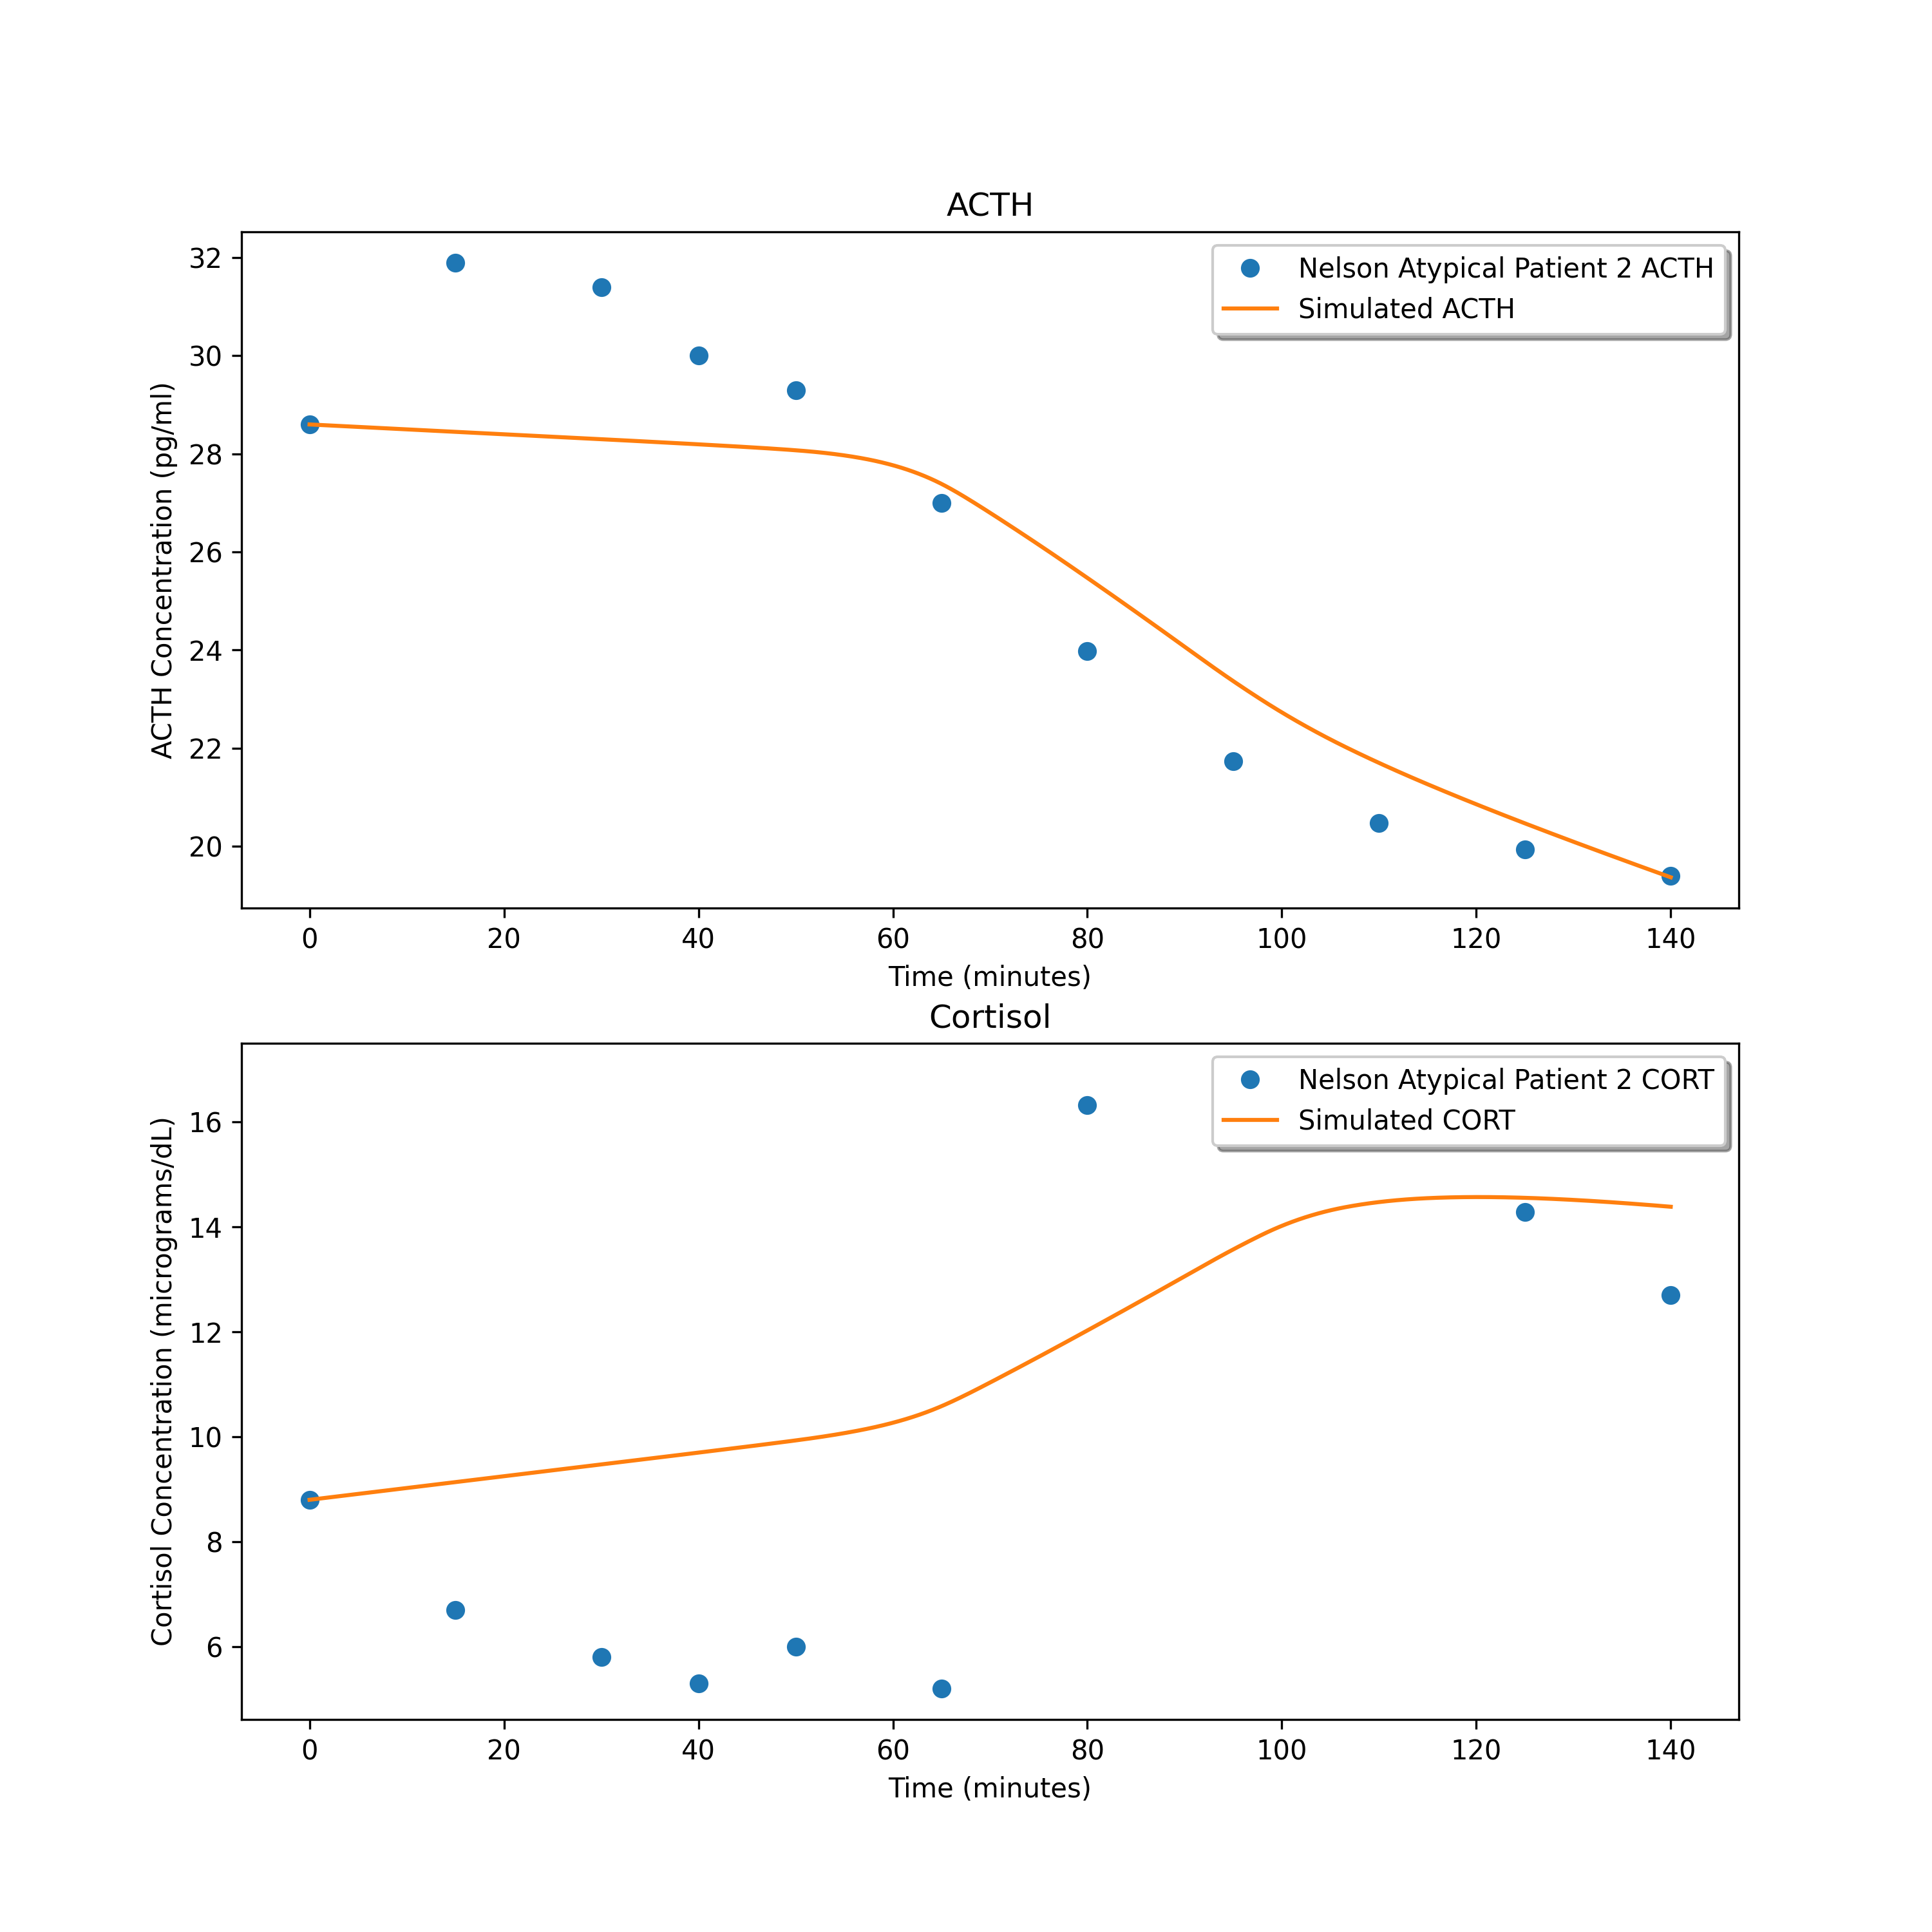 ACTH
32
30
28
26
24
22
20
ACTH Concentration (pg/ml)
Nelson Atypical Patient 2 ACTH
Simulated ACTH
0 20 40 60 80 100 120 140
Time (minutes)
Cortisol
16
14
12
10
8
6
Cortisol Concentration (micrograms/dL)
Nelson Atypical Patient 2 CORT
Simulated CORT
0 20 40 60 80 100 120 140
Time (minutes)